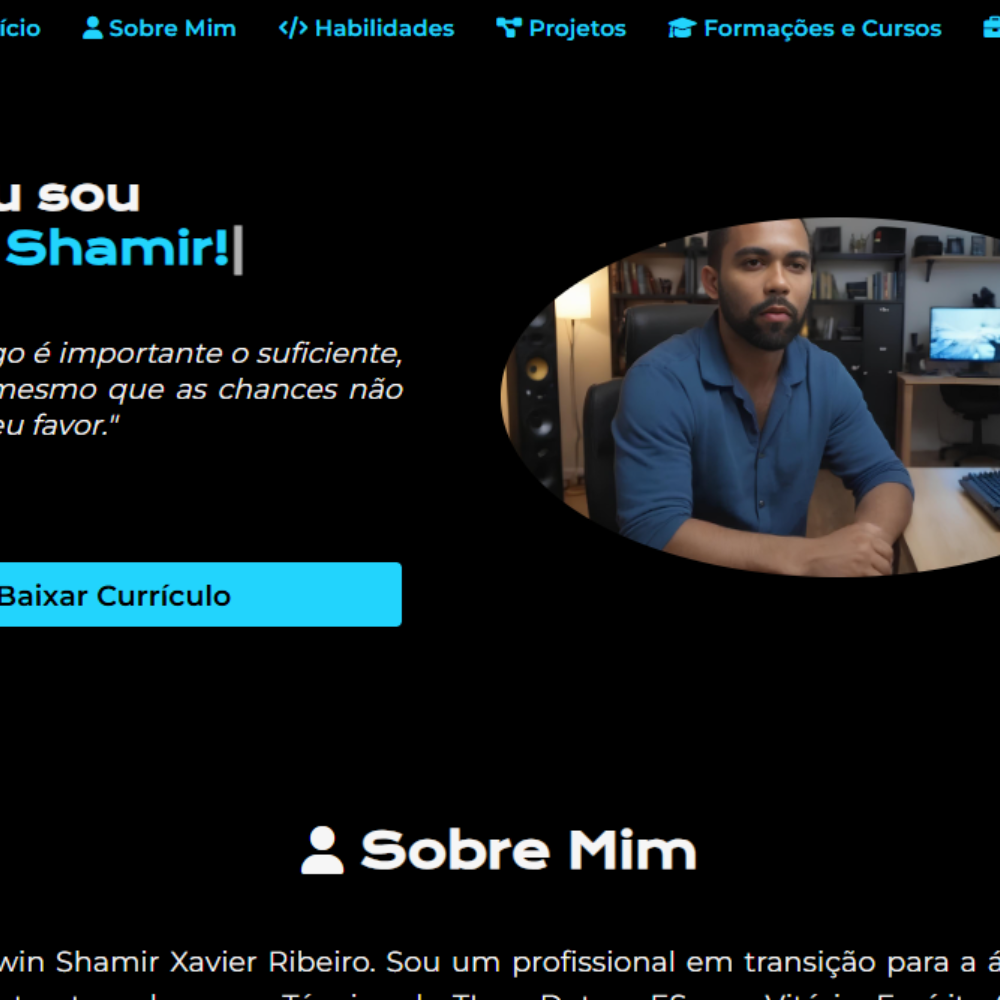 ício Sobre Mim Habilidades Projetos Formações e Cursos
u sou
Shamir!
go é importante o suficiente,
mesmo que as chances não
eu favor."
Baixar Currículo
Sobre Mim
win Shamir Xavier Ribeiro. Sou um profissional em transição para a á